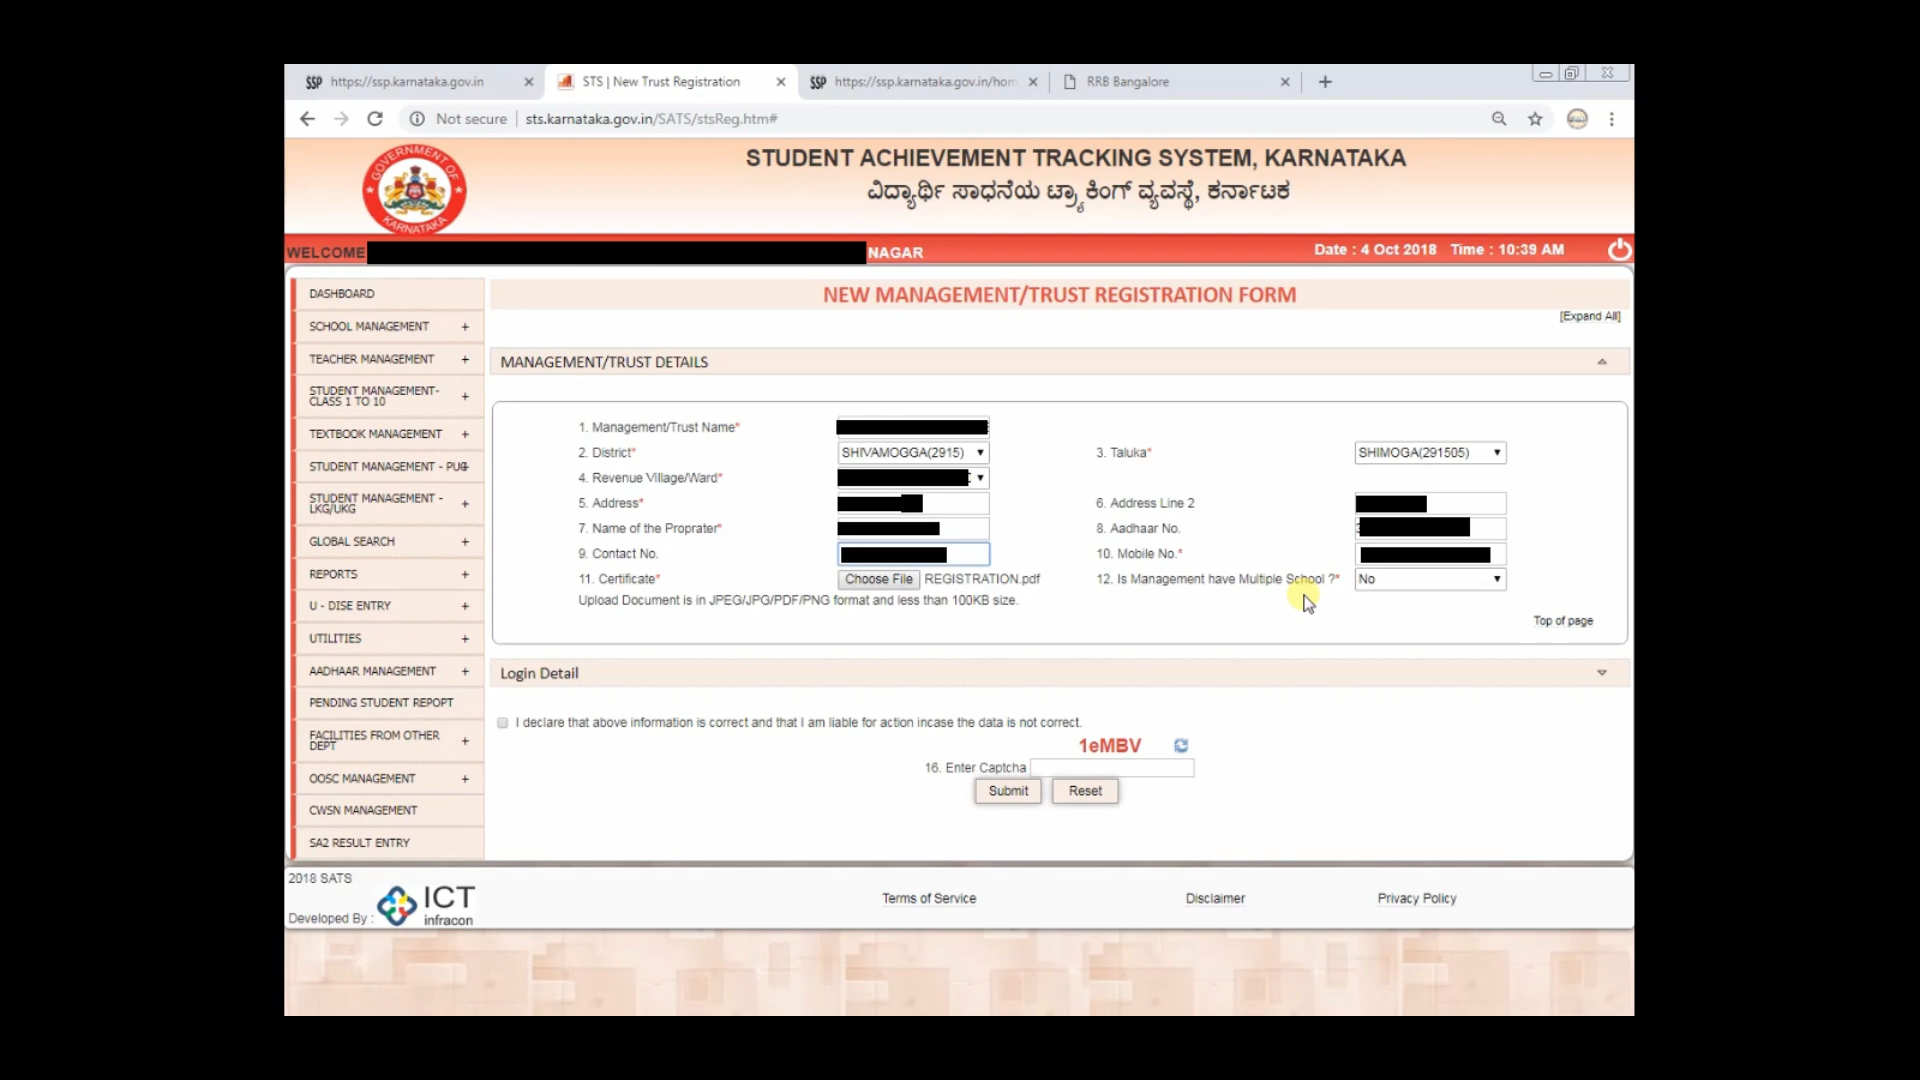 SSP https://ssp.karnataka.gov.in
STS | New Trust Registration
SSP https://ssp.karnataka.gov.in/hom
RRB Bangalore
Not secure | sts.karnataka.gov.in/SATS/stsReg.htm#
GOVERNMENT OF KARNATAKA
STUDENT ACHIEVEMENT TRACKING SYSTEM, KARNATAKA
ವಿದ್ಯಾರ್ಥಿ ಸಾಧನೆಯ ಟ್ರ್ಯಾಕಿಂಗ್ ವ್ಯವಸ್ಥೆ, ಕರ್ನಾಟಕ
WELCOME NAGAR Date : 4 Oct 2018 Time : 10:39 AM
DASHBOARD
SCHOOL MANAGEMENT +
TEACHER MANAGEMENT +
STUDENT MANAGEMENT-
CLASS 1 TO 10 +
TEXTBOOK MANAGEMENT +
STUDENT MANAGEMENT - PUC +
STUDENT MANAGEMENT -
LKG/UKG +
GLOBAL SEARCH +
REPORTS +
U - DISE ENTRY +
UTILITIES +
AADHAAR MANAGEMENT +
PENDING STUDENT REPOPT
FACILITIES FROM OTHER
DEPT +
OOSC MANAGEMENT +
CWSN MANAGEMENT
SA2 RESULT ENTRY
NEW MANAGEMENT/TRUST REGISTRATION FORM
[Expand All]
MANAGEMENT/TRUST DETAILS
1. Management/Trust Name*
2. District* SHIVAMOGGA(2915) 3. Taluka* SHIMOGA(291505)
4. Revenue Village/Ward*
5. Address* 6. Address Line 2
7. Name of the Proprater* 8. Aadhaar No.
9. Contact No. 10. Mobile No.*
11. Certificate* Choose File REGISTRATION.pdf 12. Is Management have Multiple School ?* No
Upload Document is in JPEG/JPG/PDF/PNG format and less than 100KB size.
Top of page
Login Detail
I declare that above information is correct and that I am liable for action incase the data is not correct.
1eMBV
16. Enter Captcha
Submit Reset
2018 SATS
Developed By : ICT infracon
Terms of Service Disclaimer Privacy Policy